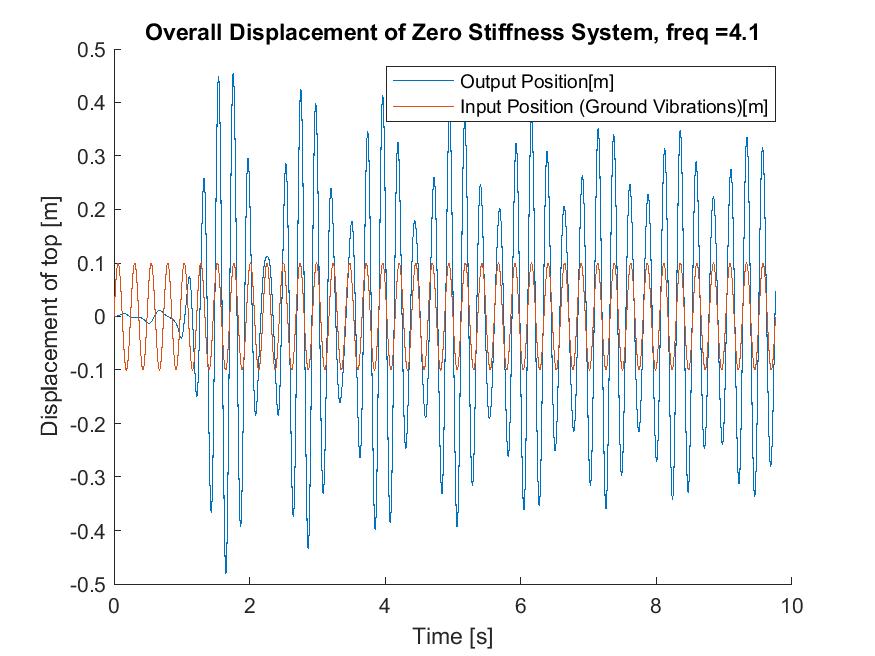 Overall Displacement of Zero Stiffness System, freq =4.1
Output Position[m]
Input Position (Ground Vibrations)[m]
Displacement of top [m]
0.5
0.4
0.3
0.2
0.1
0
-0.1
-0.2
-0.3
-0.4
-0.5
0 2 4 6 8 10
Time [s]